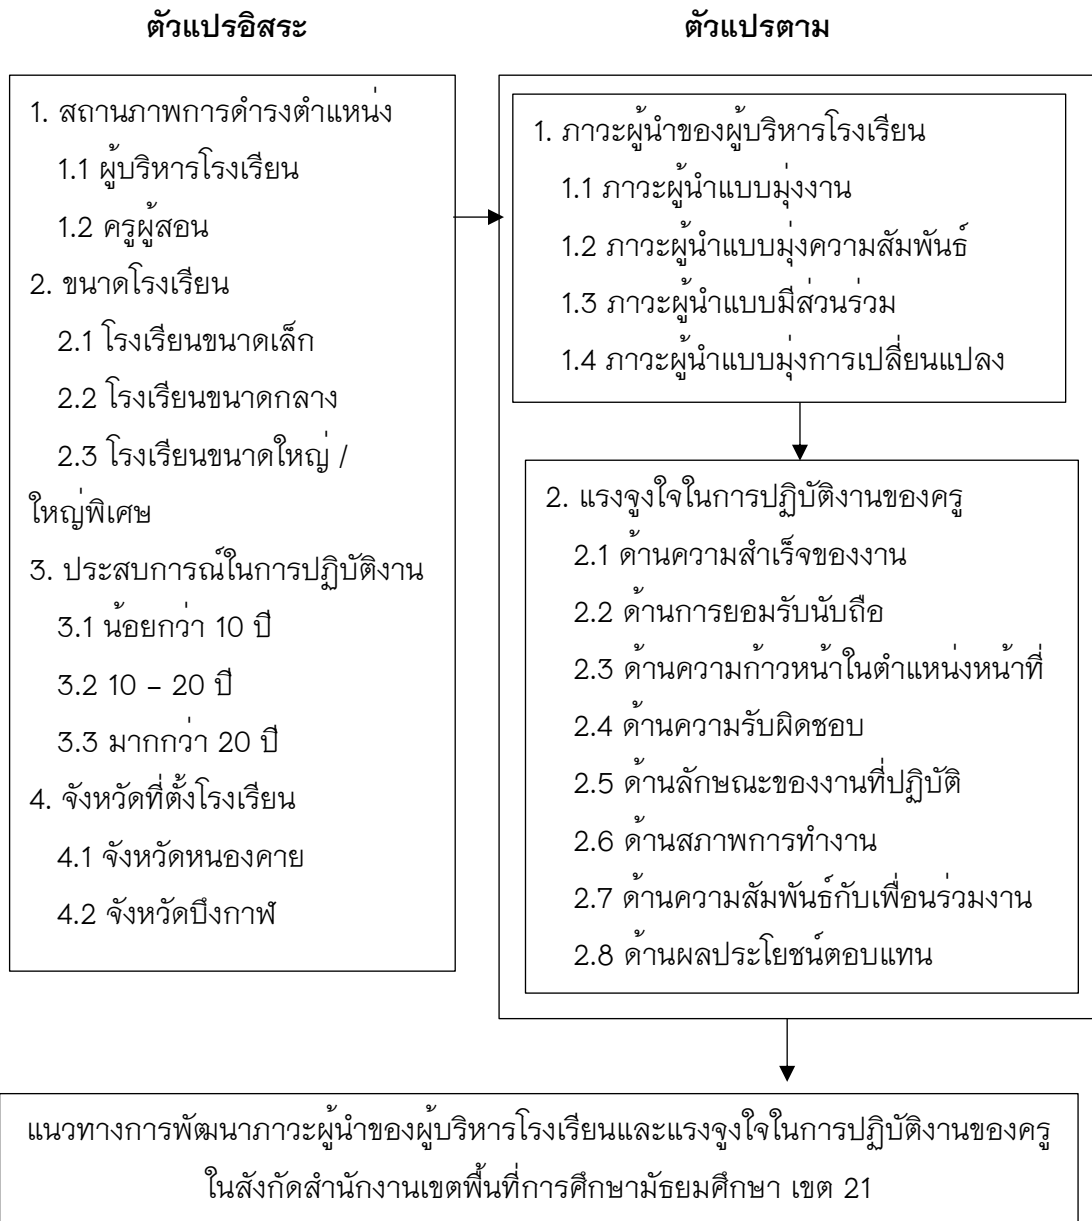 ตัวแปรอิสระ
ตัวแปรตาม
1. สถานภาพการดำรงตำแหน่ง
1.1 ผู้บริหารโรงเรียน
1.2 ครูผู้สอน
2. ขนาดโรงเรียน
2.1 โรงเรียนขนาดเล็ก
2.2 โรงเรียนขนาดกลาง
2.3 โรงเรียนขนาดใหญ่ /
ใหญ่พิเศษ
3. ประสบการณ์ในการปฏิบัติงาน
3.1 น้อยกว่า 10 ปี
3.2 10 – 20 ปี
3.3 มากกว่า 20 ปี
4. จังหวัดที่ตั้งโรงเรียน
4.1 จังหวัดหนองคาย
4.2 จังหวัดบึงกาฬ
1. ภาวะผู้นำของผู้บริหารโรงเรียน
1.1 ภาวะผู้นำแบบมุ่งงาน
1.2 ภาวะผู้นำแบบมุ่งความสัมพันธ์
1.3 ภาวะผู้นำแบบมีส่วนร่วม
1.4 ภาวะผู้นำแบบมุ่งการเปลี่ยนแปลง
2. แรงจูงใจในการปฏิบัติงานของครู
2.1 ด้านความสำเร็จของงาน
2.2 ด้านการยอมรับนับถือ
2.3 ด้านความก้าวหน้าในตำแหน่งหน้าที่
2.4 ด้านความรับผิดชอบ
2.5 ด้านลักษณะของงานที่ปฏิบัติ
2.6 ด้านสภาพการทำงาน
2.7 ด้านความสัมพันธ์กับเพื่อนร่วมงาน
2.8 ด้านผลประโยชน์ตอบแทน
แนวทางการพัฒนาภาวะผู้นำของผู้บริหารโรงเรียนและแรงจูงใจในการปฏิบัติงานของครู
ในสังกัดสำนักงานเขตพื้นที่การศึกษามัธยมศึกษา เขต 21